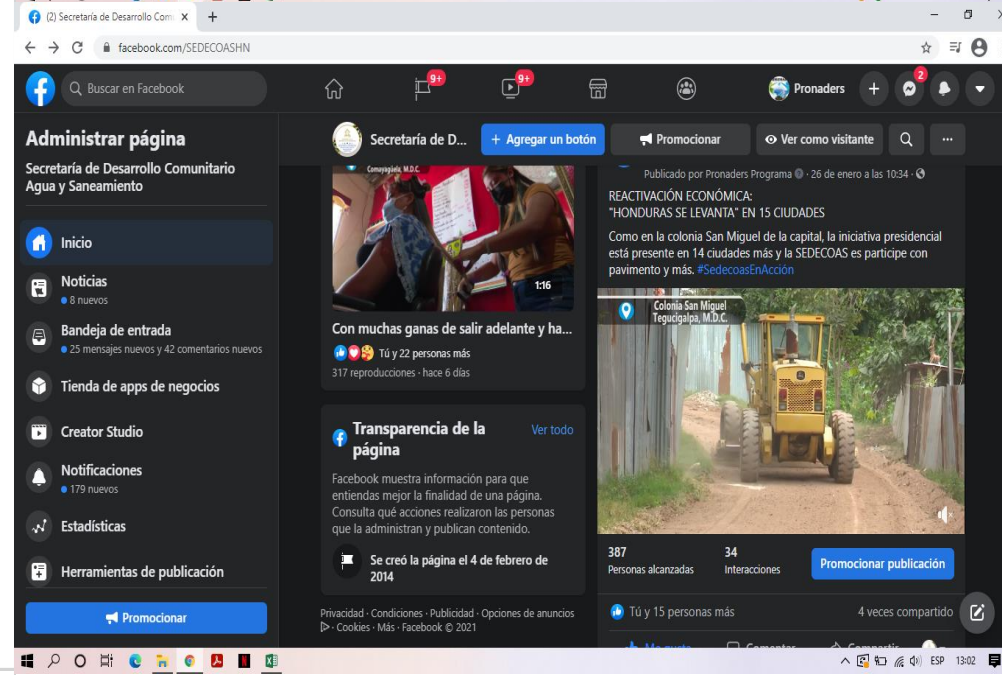 (2) Secretaría de Desarrollo Com
facebook.com/SEDECOASHN
Buscar en Facebook
9+
9+
Pronaders
2
Administrar página
Secretaría de Desarrollo Comunitario
Agua y Saneamiento
Inicio
Noticias
8 nuevos
Bandeja de entrada
25 mensajes nuevos y 42 comentarios nuevos
Tienda de apps de negocios
Creator Studio
Notificaciones
179 nuevos
Estadísticas
Herramientas de publicación
Promocionar
Secretaría de D...
+ Agregar un botón
Promocionar
Ver como visitante
Comayagüela, M.D.C.
1:16
Con muchas ganas de salir adelante y ha...
Tú y 22 personas más
317 reproducciones · hace 6 días
Transparencia de la
página
Ver todo
Facebook muestra información para que
entiendas mejor la finalidad de una página.
Consulta qué acciones realizaron las personas
que la administran y publican contenido.
Se creó la página el 4 de febrero de
2014
Privacidad · Condiciones · Publicidad · Opciones de anuncios
· Cookies · Más · Facebook © 2021
Publicado por Pronaders Programa · 26 de enero a las 10:34 ·
REACTIVACIÓN ECONÓMICA:
"HONDURAS SE LEVANTA" EN 15 CIUDADES
Como en la colonia San Miguel de la capital, la iniciativa presidencial
está presente en 14 ciudades más y la SEDECOAS es participe con
pavimento y más. #SedecoasEnAcción
Colonia San Miguel
Tegucigalpa, M.D.C.
387
Personas alcanzadas
34
Interacciones
Promocionar publicación
Tú y 15 personas más
4 veces compartido
Me gusta
Comentar
Compartir
ESP
13:02